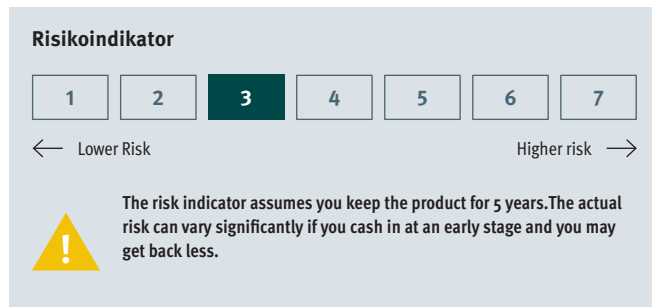 Risikoindikator
1 2 3 4 5 6 7
Lower Risk Higher risk
The risk indicator assumes you keep the product for 5 years.The actual
risk can vary significantly if you cash in at an early stage and you may
get back less.
!